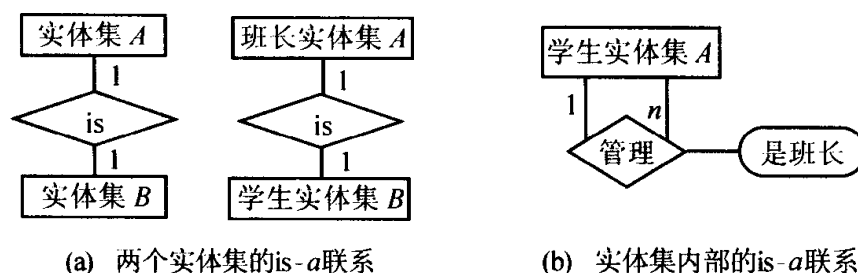 实体集 A
1
is
1
实体集 B
班长实体集 A
1
is
1
学生实体集 B
(a) 两个实体集的is-a联系
学生实体集 A
1
n
管理
是班长
(b) 实体集内部的is-a联系